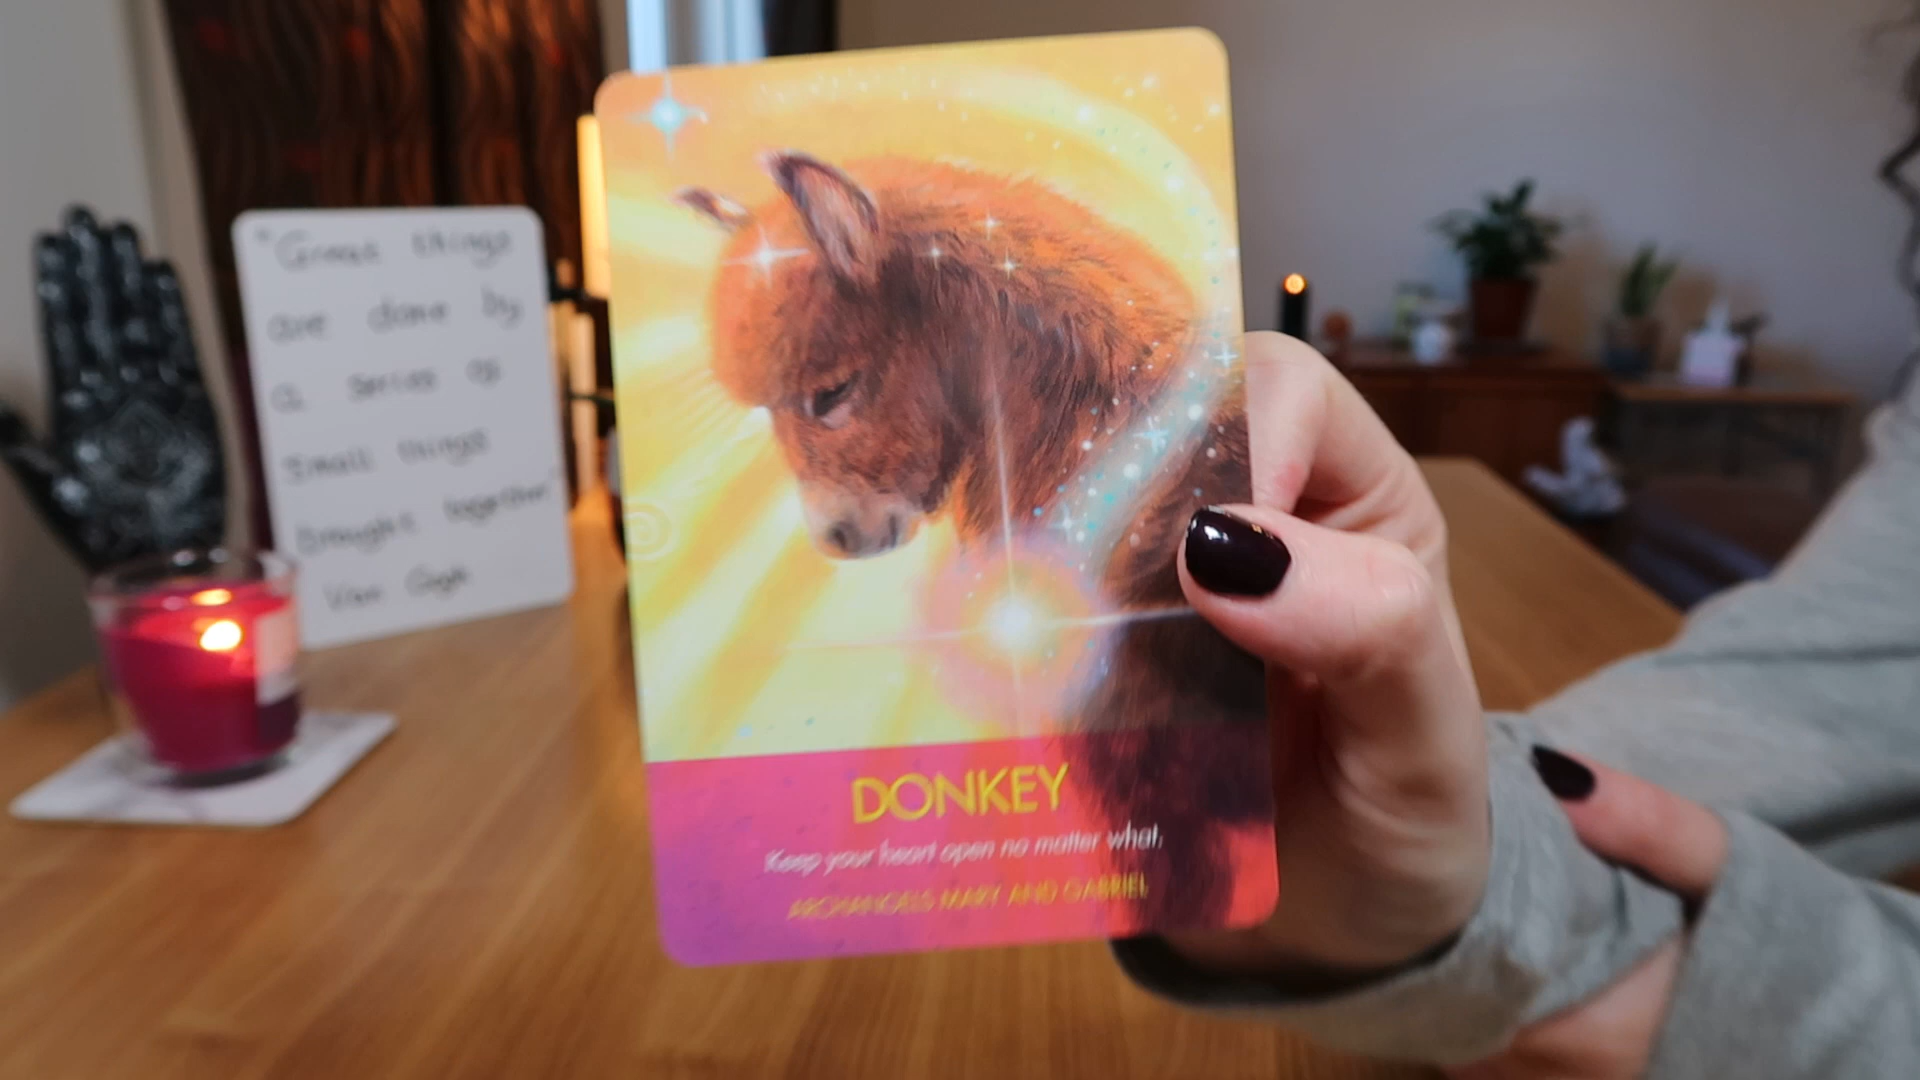 "Great things
are done by
a series of
Small things
brought together"
Van Gogh
DONKEY
Keep your heart open no matter what.
ARCHANGELS MARY AND GABRIEL